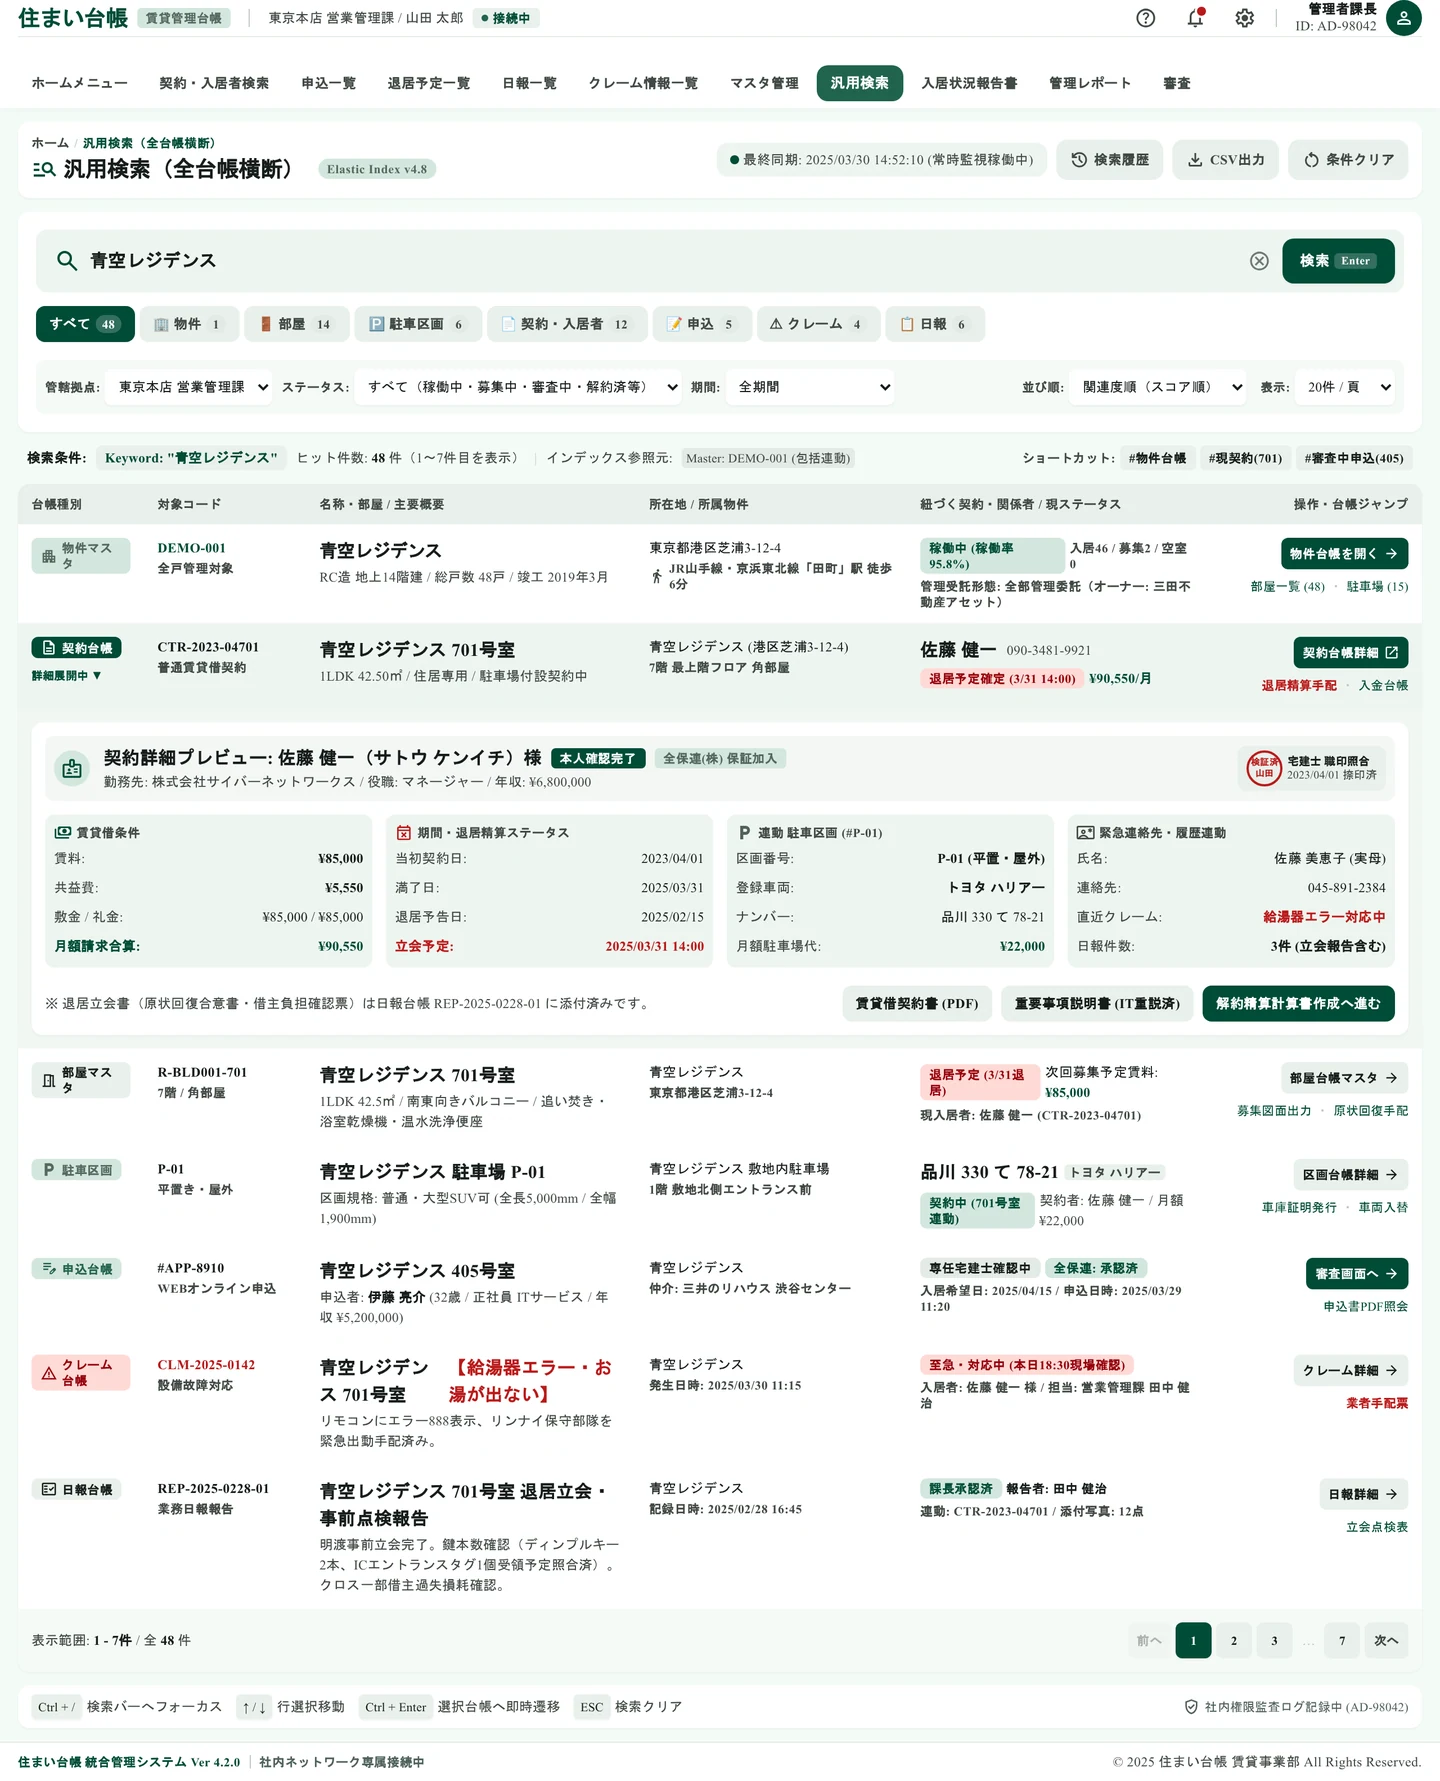 住まい台帳 賃貸管理台帳 東京本店 営業管理課 / 山田 太郎 接続中
管理者課長
ID: AD-98042
ホームメニュー 契約・入居者検索 申込一覧 退居予定一覧 日報一覧 クレーム情報一覧 マスタ管理 汎用検索 入居状況報告書 管理レポート 審査
ホーム / 汎用検索（全台帳横断）
汎用検索（全台帳横断） Elastic Index v4.8
最終同期: 2025/03/30 14:52:10 (常時監視稼働中) 検索履歴 CSV出力 条件クリア
青空レジデンス 検索 Enter
すべて 48 物件 1 部屋 14 駐車区画 6 契約・入居者 12 申込 5 クレーム 4 日報 6
管轄拠点: 東京本店 営業管理課 ステータス: すべて（稼働中・募集中・審査中・解約済等） 期間: 全期間 並び順: 関連度順（スコア順） 表示: 20件 / 頁
検索条件: Keyword: "青空レジデンス" ヒット件数: 48 件（1〜7件目を表示） インデックス参照元: Master: DEMO-001 (包括連動) ショートカット: #物件台帳 #現契約(701) #審査中申込(405)
台帳種別 対象コード 名称・部屋 / 主要概要 所在地 / 所属物件 紐づく契約・関係者 / 現ステータス 操作・台帳ジャンプ
物件マス
タ
DEMO-001
全戸管理対象
青空レジデンス
RC造 地上14階建 / 総戸数 48戸 / 竣工 2019年3月
東京都港区芝浦3-12-4
JR山手線・京浜東北線「田町」駅 徒歩
6分
稼働中 (稼働率
95.8%)
入居46 / 募集2 / 空室
0
管理受託形態: 全部管理委託（オーナー: 三田不
動産アセット）
物件台帳を開く →
部屋一覧 (48) ・ 駐車場 (15)
契約台帳
詳細展開中 ▼
CTR-2023-04701
普通賃貸借契約
青空レジデンス 701号室
1LDK 42.50㎡ / 住居専用 / 駐車場付設契約中
青空レジデンス (港区芝浦3-12-4)
7階 最上階フロア 角部屋
佐藤 健一 090-3481-9921
退居予定確定 (3/31 14:00) ¥90,550/月
契約台帳詳細
退居精算手配 ・ 入金台帳
契約詳細プレビュー: 佐藤 健一（サトウ ケンイチ）様 本人確認完了 全保連(株) 保証加入
勤務先: 株式会社サイバーネットワークス / 役職: マネージャー / 年収: ¥6,800,000
検証済
山田
宅建士 職印照合
2023/04/01 捺印済
賃貸借条件
賃料: ¥85,000
共益費: ¥5,550
敷金 / 礼金: ¥85,000 / ¥85,000
月額請求合算: ¥90,550
期間・退居精算ステータス
当初契約日: 2023/04/01
満了日: 2025/03/31
退居予告日: 2025/02/15
立会予定: 2025/03/31 14:00
連動 駐車区画 (#P-01)
区画番号: P-01 (平置・屋外)
登録車両: トヨタ ハリアー
ナンバー: 品川 330 て 78-21
月額駐車場代: ¥22,000
緊急連絡先・履歴連動
氏名: 佐藤 美恵子 (実母)
連絡先: 045-891-2384
直近クレーム: 給湯器エラー対応中
日報件数: 3件 (立会報告含む)
※ 退居立会書（原状回復合意書・借主負担確認票）は日報台帳 REP-2025-0228-01 に添付済みです。 賃貸借契約書 (PDF) 重要事項説明書 (IT重説済) 解約精算計算書作成へ進む
部屋マス
タ
R-BLD001-701
7階 / 角部屋
青空レジデンス 701号室
1LDK 42.5㎡ / 南東向きバルコニー / 追い焚き・
浴室乾燥機・温水洗浄便座
青空レジデンス
東京都港区芝浦3-12-4
退居予定 (3/31退
居)
次回募集予定賃料:
¥85,000
現入居者: 佐藤 健一 (CTR-2023-04701)
部屋台帳マスタ →
募集図面出力 ・ 原状回復手配
駐車区画
P-01
平置き・屋外
青空レジデンス 駐車場 P-01
区画規格: 普通・大型SUV可 (全長5,000mm / 全幅
1,900mm)
青空レジデンス 敷地内駐車場
1階 敷地北側エントランス前
品川 330 て 78-21 トヨタ ハリアー
契約中 (701号室
連動)
契約者: 佐藤 健一 / 月額
¥22,000
区画台帳詳細 →
車庫証明発行 ・ 車両入替
申込台帳
#APP-8910
WEBオンライン申込
青空レジデンス 405号室
申込者: 伊藤 亮介 (32歳 / 正社員 ITサービス / 年
収 ¥5,200,000)
青空レジデンス
仲介: 三井のリハウス 渋谷センター
専任宅建士確認中 全保連: 承認済
入居希望日: 2025/04/15 / 申込日時: 2025/03/29
11:20
審査画面へ →
申込書PDF照会
クレーム
台帳
CLM-2025-0142
設備故障対応
青空レジデン
ス 701号室
【給湯器エラー・お
湯が出ない】
リモコンにエラー888表示、リンナイ保守部隊を
緊急出動手配済み。
青空レジデンス
発生日時: 2025/03/30 11:15
至急・対応中 (本日18:30現場確認)
入居者: 佐藤 健一 様 / 担当: 営業管理課 田中 健
治
クレーム詳細 →
業者手配票
日報台帳
REP-2025-0228-01
業務日報報告
青空レジデンス 701号室 退居立会・
事前点検報告
明渡事前立会完了。鍵本数確認（ディンプルキー
2本、ICエントランスタグ1個受領予定照合済）。
クロス一部借主過失損耗確認。
青空レジデンス
記録日時: 2025/02/28 16:45
課長承認済 報告者: 田中 健治
連動: CTR-2023-04701 / 添付写真: 12点
日報詳細 →
立会点検表
表示範囲: 1 - 7件 / 全 48 件 前へ 1 2 3 ... 7 次へ
Ctrl + / 検索バーへフォーカス ↑ / ↓ 行選択移動 Ctrl + Enter 選択台帳へ即時遷移 ESC 検索クリア 社内権限監査ログ記録中 (AD-98042)
住まい台帳 統合管理システム Ver 4.2.0 社内ネットワーク専属接続中 © 2025 住まい台帳 賃貸事業部 All Rights Reserved.